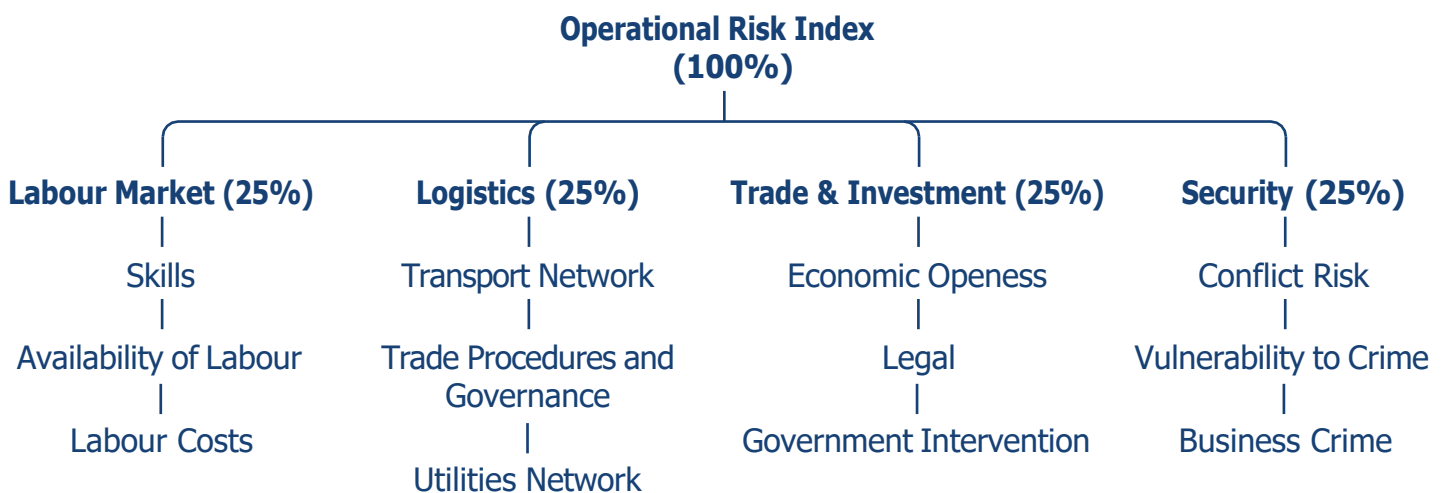 Operational Risk Index
(100%)
Labour Market (25%)
Skills
Availability of Labour
Labour Costs
Logistics (25%)
Transport Network
Trade Procedures and
Governance
Utilities Network
Trade & Investment (25%)
Economic Openess
Legal
Government Intervention
Security (25%)
Conflict Risk
Vulnerability to Crime
Business Crime